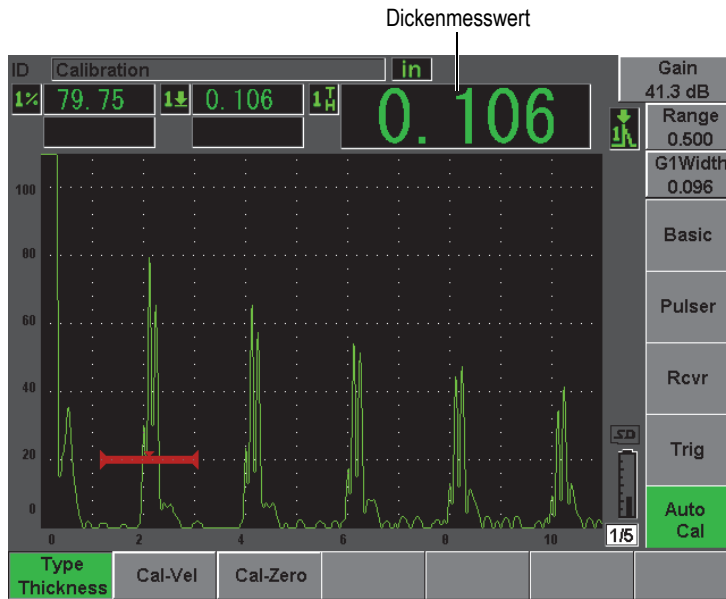 Dickenmesswert
ID Calibration in
Gain
41.3 dB
1% 79.75 1 0.106 1 T H 0.106
1
Range
0.500
G1Width
0.096
Basic
Pulser
Rcvr
Trig
Auto
Cal
100
80
60
40
20
0
0 2 4 6 8 10
SD
1/5
Type
Thickness
Cal-Vel
Cal-Zero